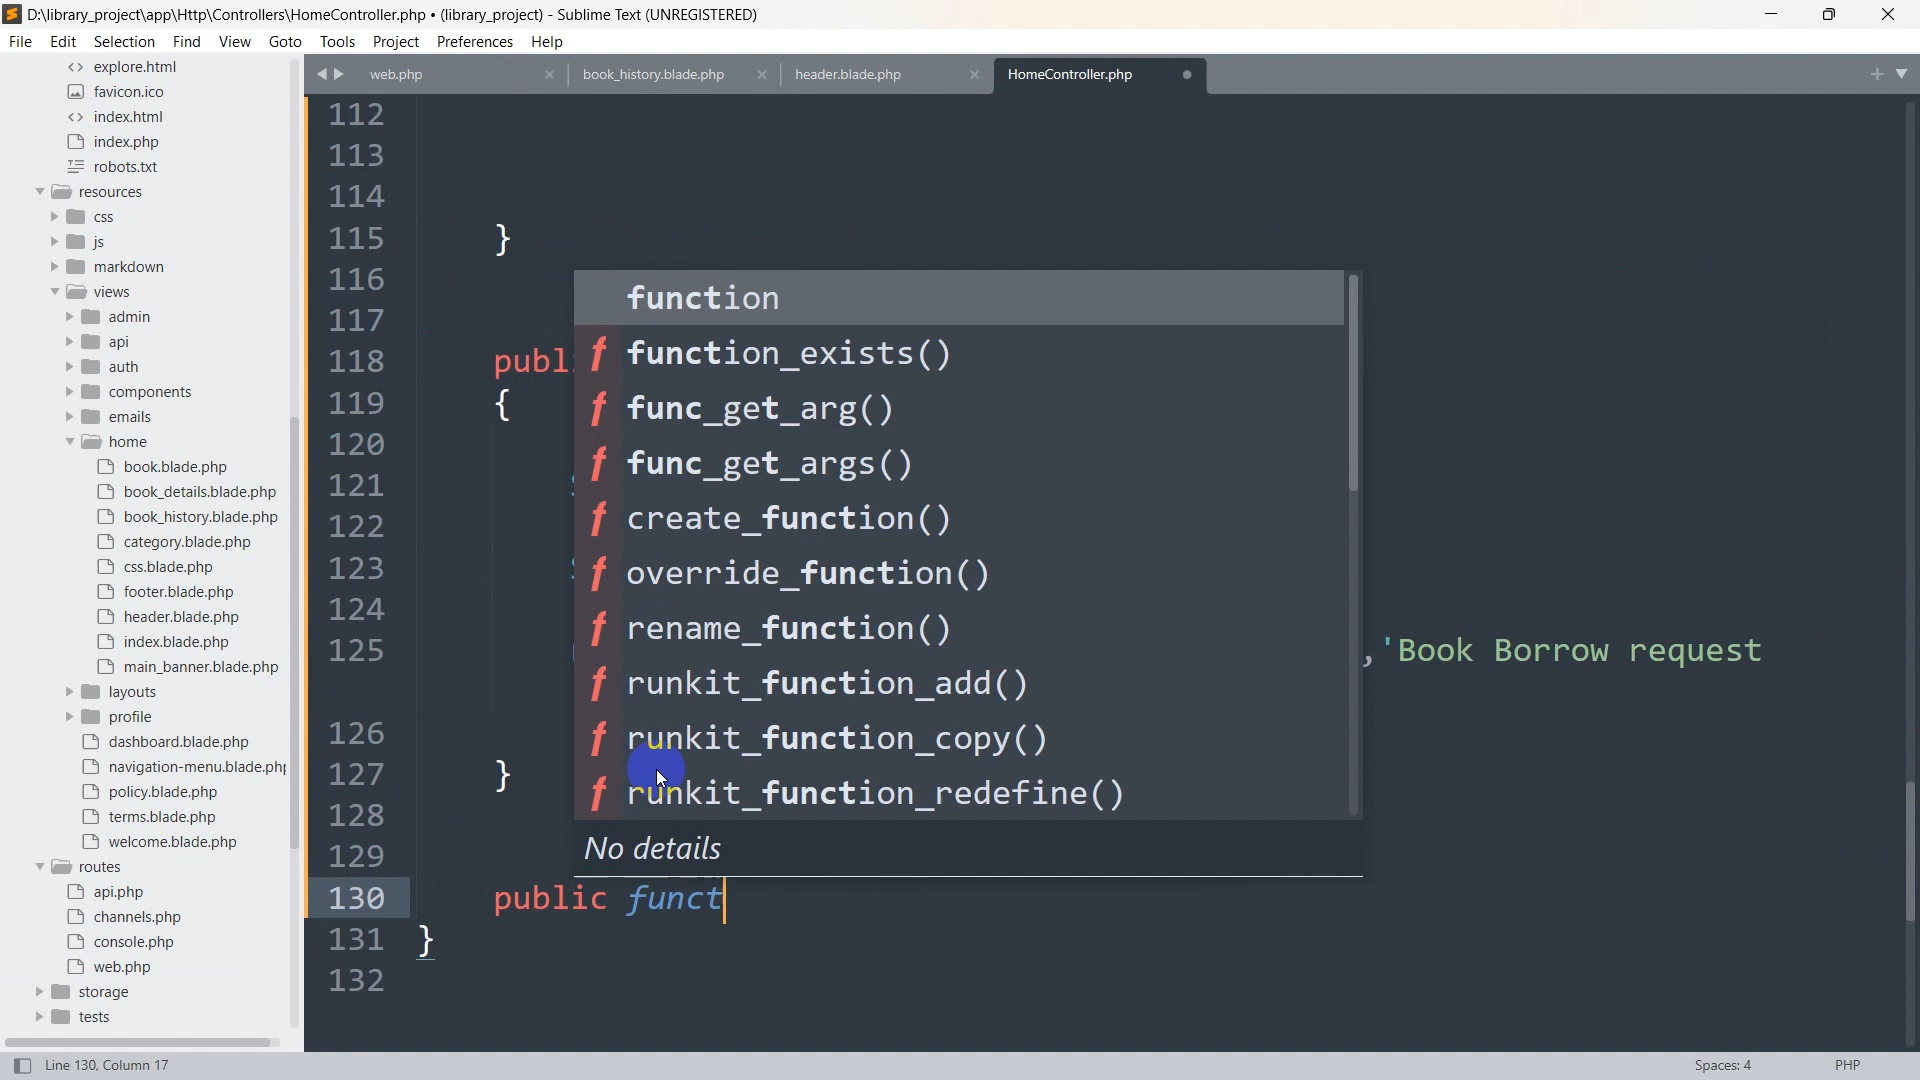 D:\library_project\app\Http\Controllers\HomeController.php • (library_project) - Sublime Text (UNREGISTERED)
File Edit Selection Find View Goto Tools Project Preferences Help
web.php book_history.blade.php header.blade.php HomeController.php
explore.html
favicon.ico
index.html
index.php
robots.txt
resources
css
js
markdown
views
admin
api
auth
components
emails
home
book.blade.php
book_details.blade.php
book_history.blade.php
category.blade.php
css.blade.php
footer.blade.php
header.blade.php
index.blade.php
main_banner.blade.php
layouts
profile
dashboard.blade.php
navigation-menu.blade.php
policy.blade.php
terms.blade.php
welcome.blade.php
routes
api.php
channels.php
console.php
web.php
storage
tests
112
113
114
115 }
116
117
118 publ
119 {
120
121
122
123
124
125 ,'Book Borrow request
126
127 }
128
129
130 public funct
131 }
132
function
f function_exists()
f func_get_arg()
f func_get_args()
f create_function()
f override_function()
f rename_function()
f runkit_function_add()
f runkit_function_copy()
f runkit_function_redefine()
No details
Line 130, Column 17 Spaces: 4 PHP